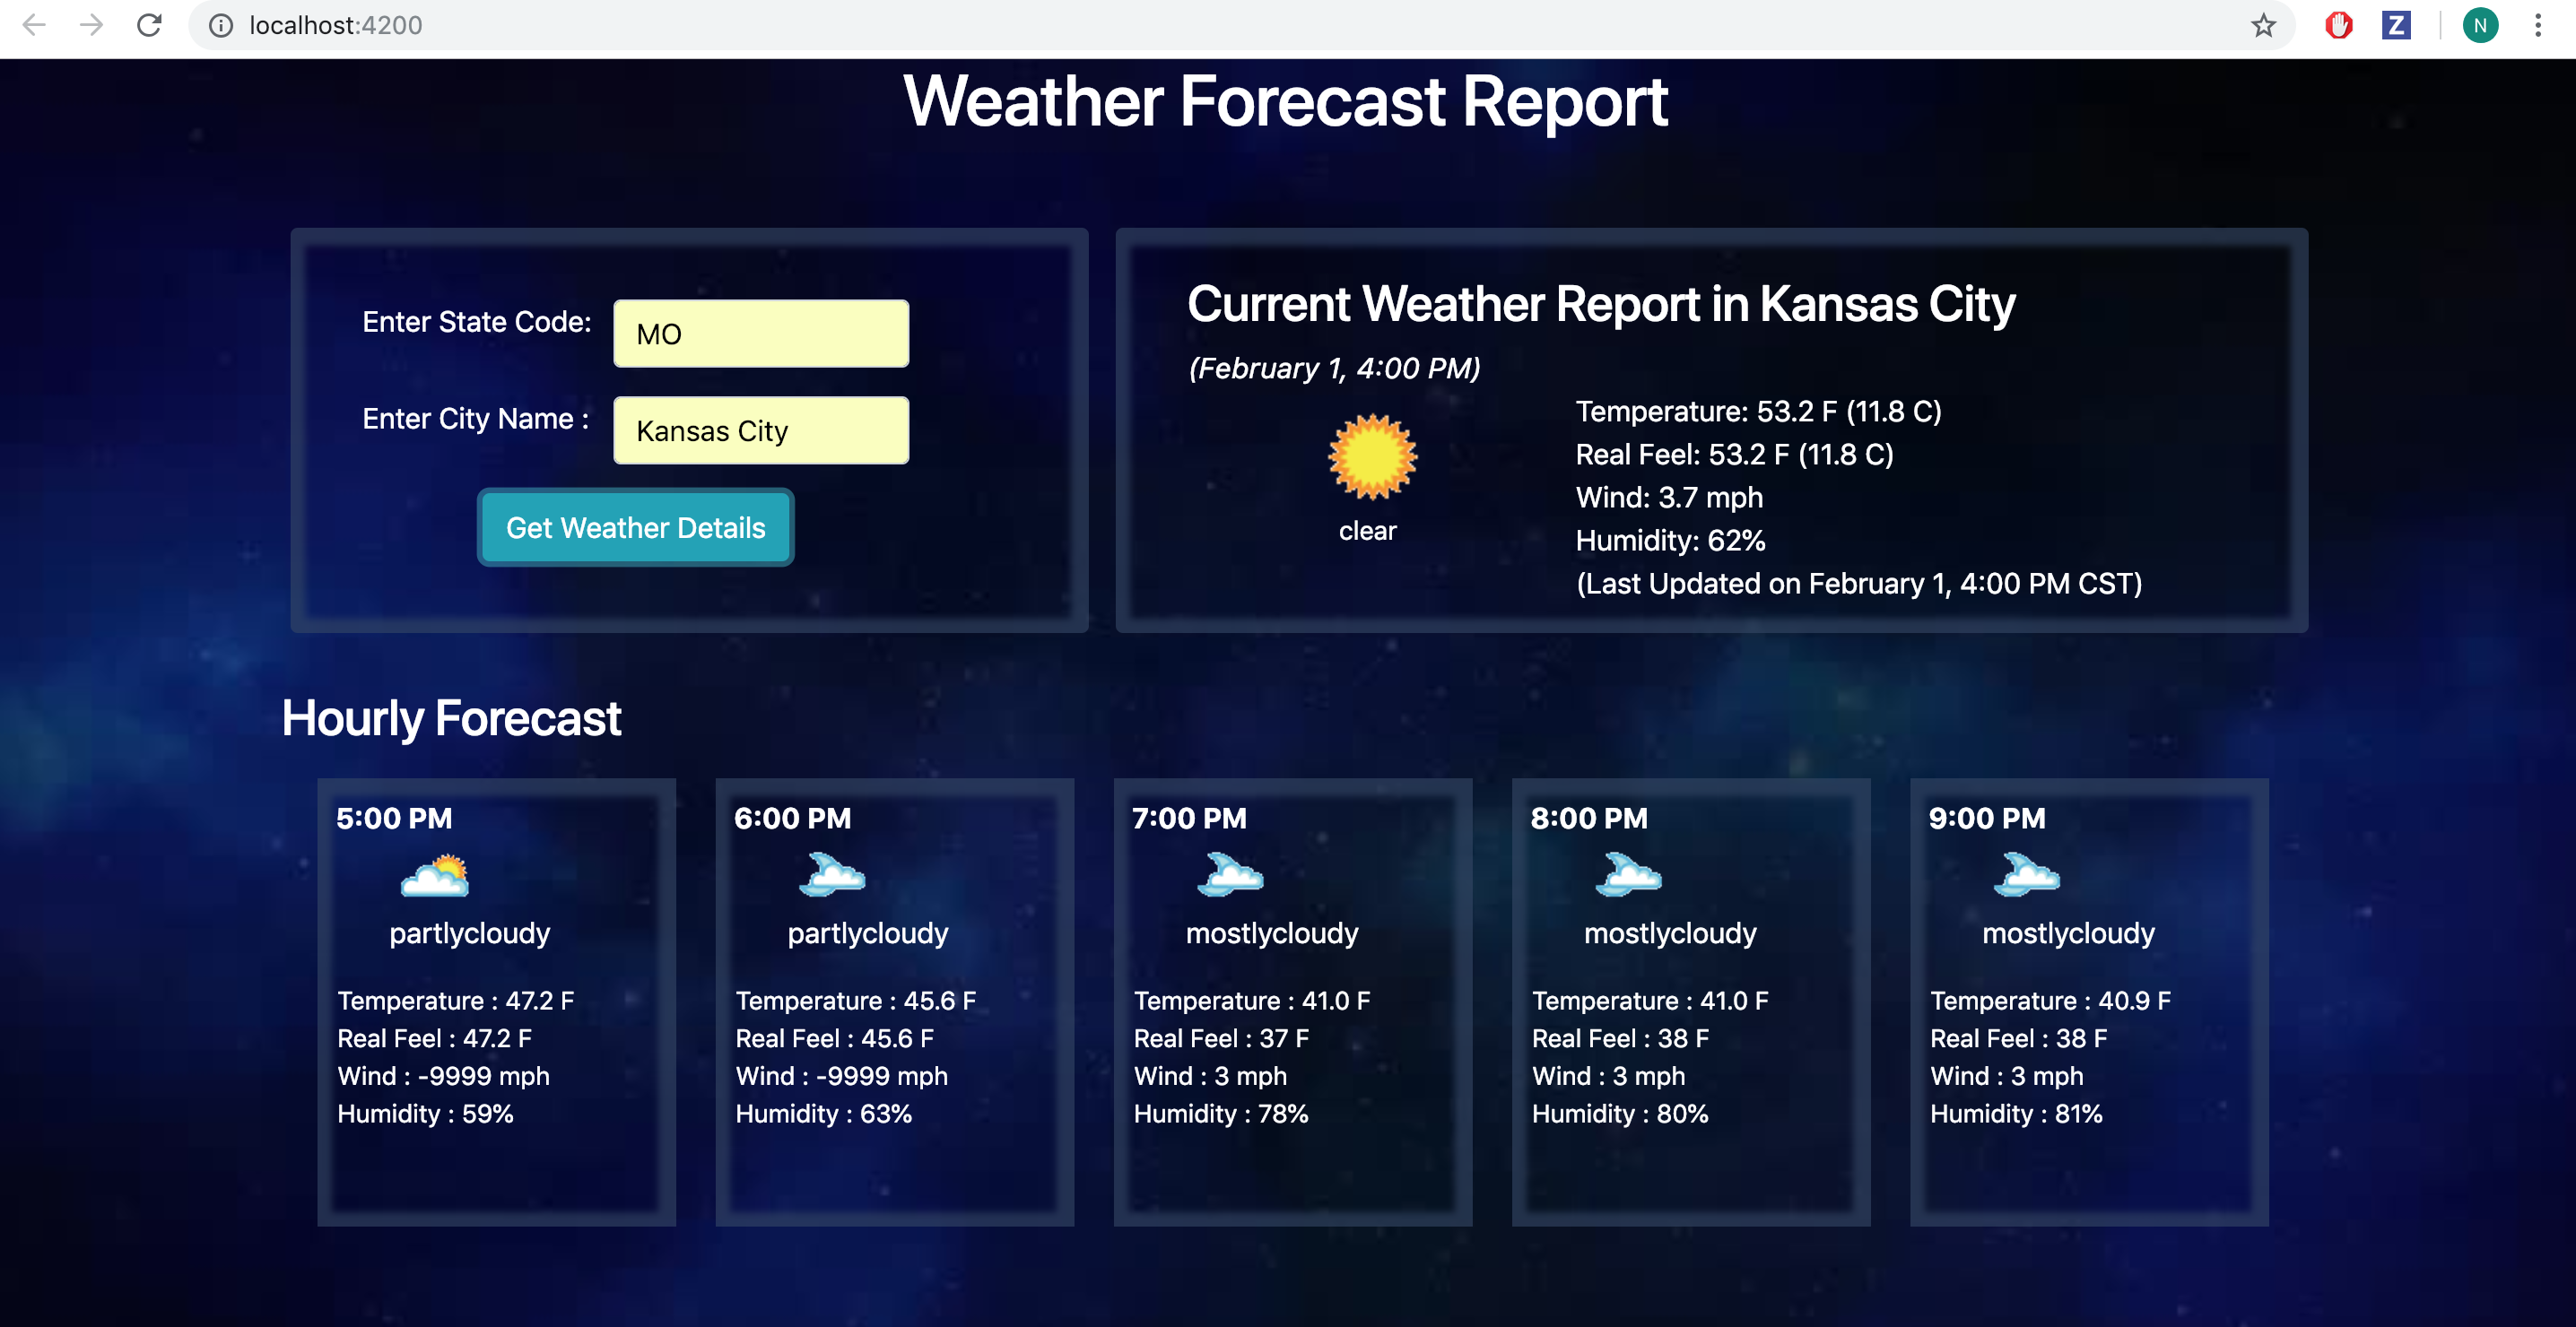 localhost:4200
Z
N
Weather Forecast Report
Enter State Code:
MO
Enter City Name :
Kansas City
Get Weather Details
Current Weather Report in Kansas City
(February 1, 4:00 PM)
clear
Temperature: 53.2 F (11.8 C)
Real Feel: 53.2 F (11.8 C)
Wind: 3.7 mph
Humidity: 62%
(Last Updated on February 1, 4:00 PM CST)
Hourly Forecast
5:00 PM
partlycloudy
Temperature : 47.2 F
Real Feel : 47.2 F
Wind : -9999 mph
Humidity : 59%
6:00 PM
partlycloudy
Temperature : 45.6 F
Real Feel : 45.6 F
Wind : -9999 mph
Humidity : 63%
7:00 PM
mostlycloudy
Temperature : 41.0 F
Real Feel : 37 F
Wind : 3 mph
Humidity : 78%
8:00 PM
mostlycloudy
Temperature : 41.0 F
Real Feel : 38 F
Wind : 3 mph
Humidity : 80%
9:00 PM
mostlycloudy
Temperature : 40.9 F
Real Feel : 38 F
Wind : 3 mph
Humidity : 81%